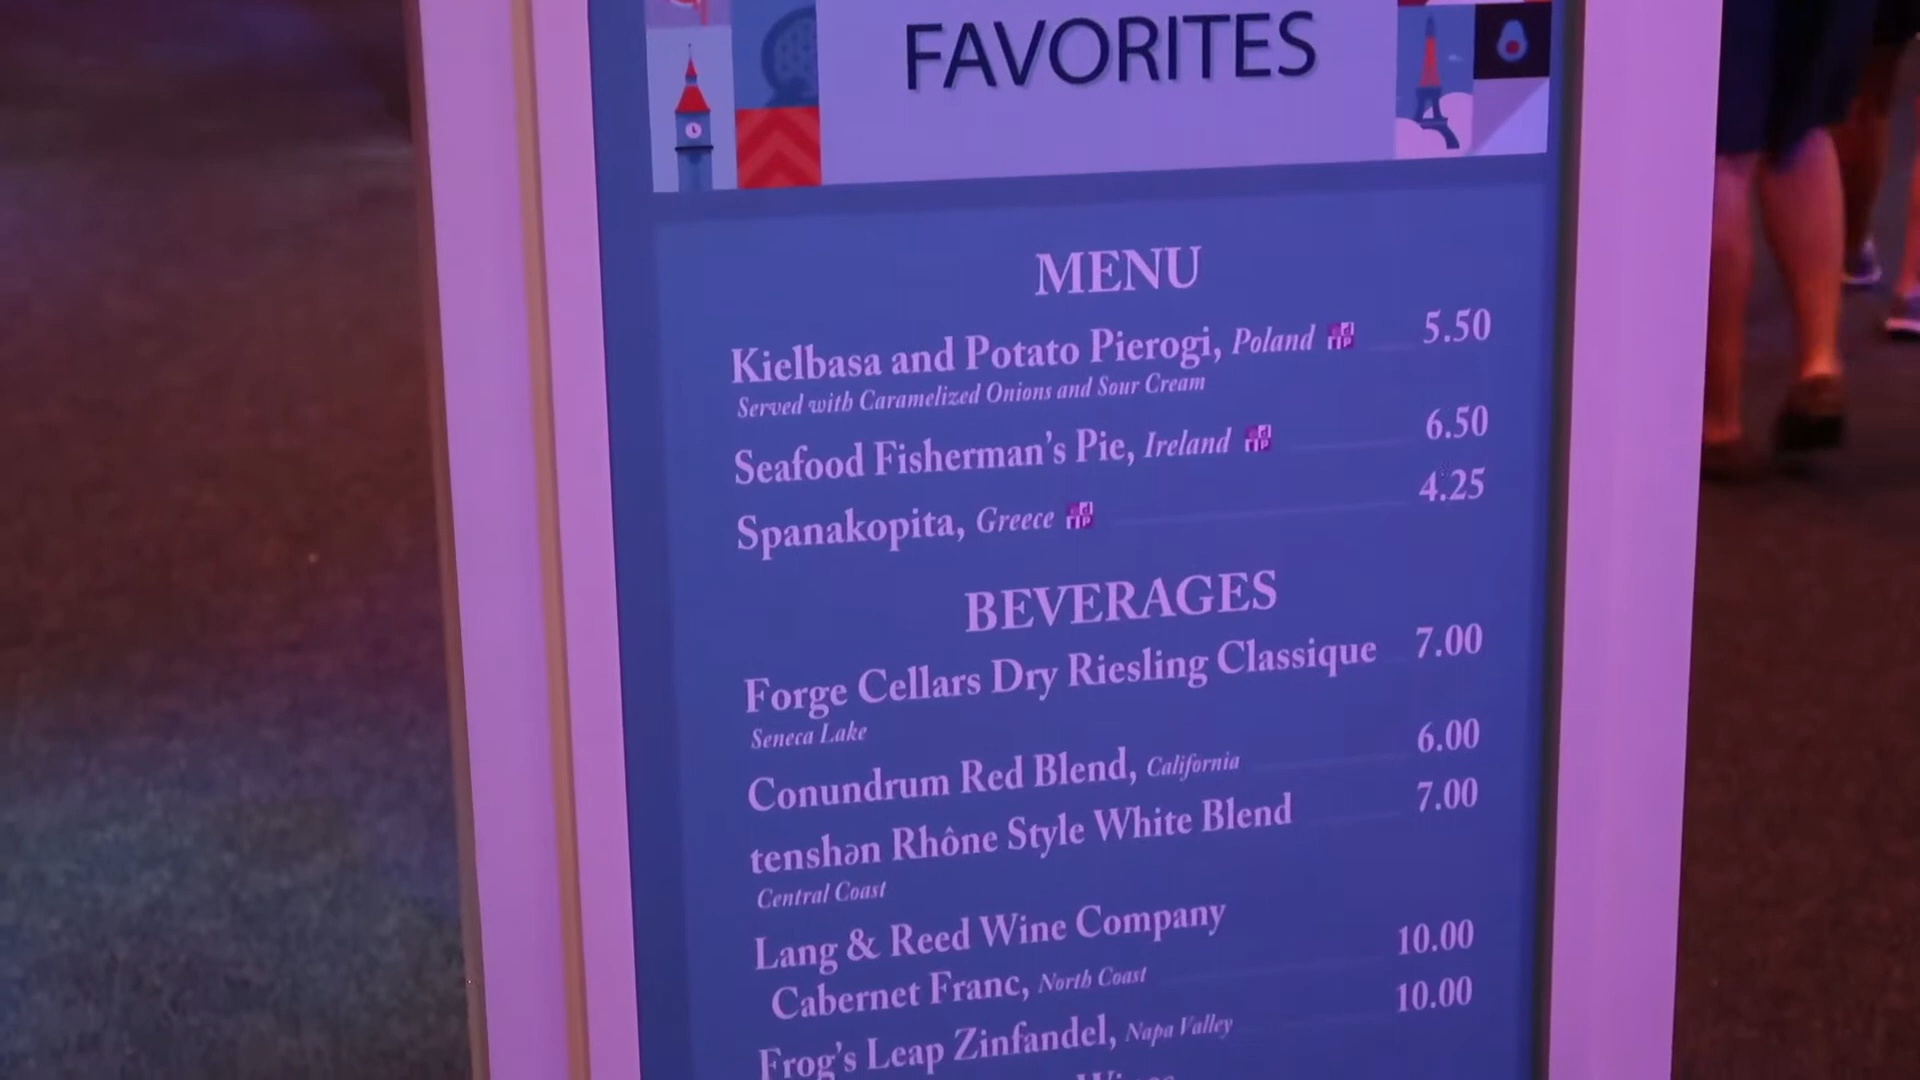 FAVORITES
MENU
Kielbasa and Potato Pierogi, Poland 5.50
Served with Caramelized Onions and Sour Cream
Seafood Fisherman's Pie, Ireland 6.50
Spanakopita, Greece 4.25
BEVERAGES
Forge Cellars Dry Riesling Classique 7.00
Seneca Lake
Conundrum Red Blend, California 6.00
tenshən Rhône Style White Blend 7.00
Central Coast
Lang & Reed Wine Company
Cabernet Franc, North Coast 10.00
Frog's Leap Zinfandel, Napa Valley 10.00